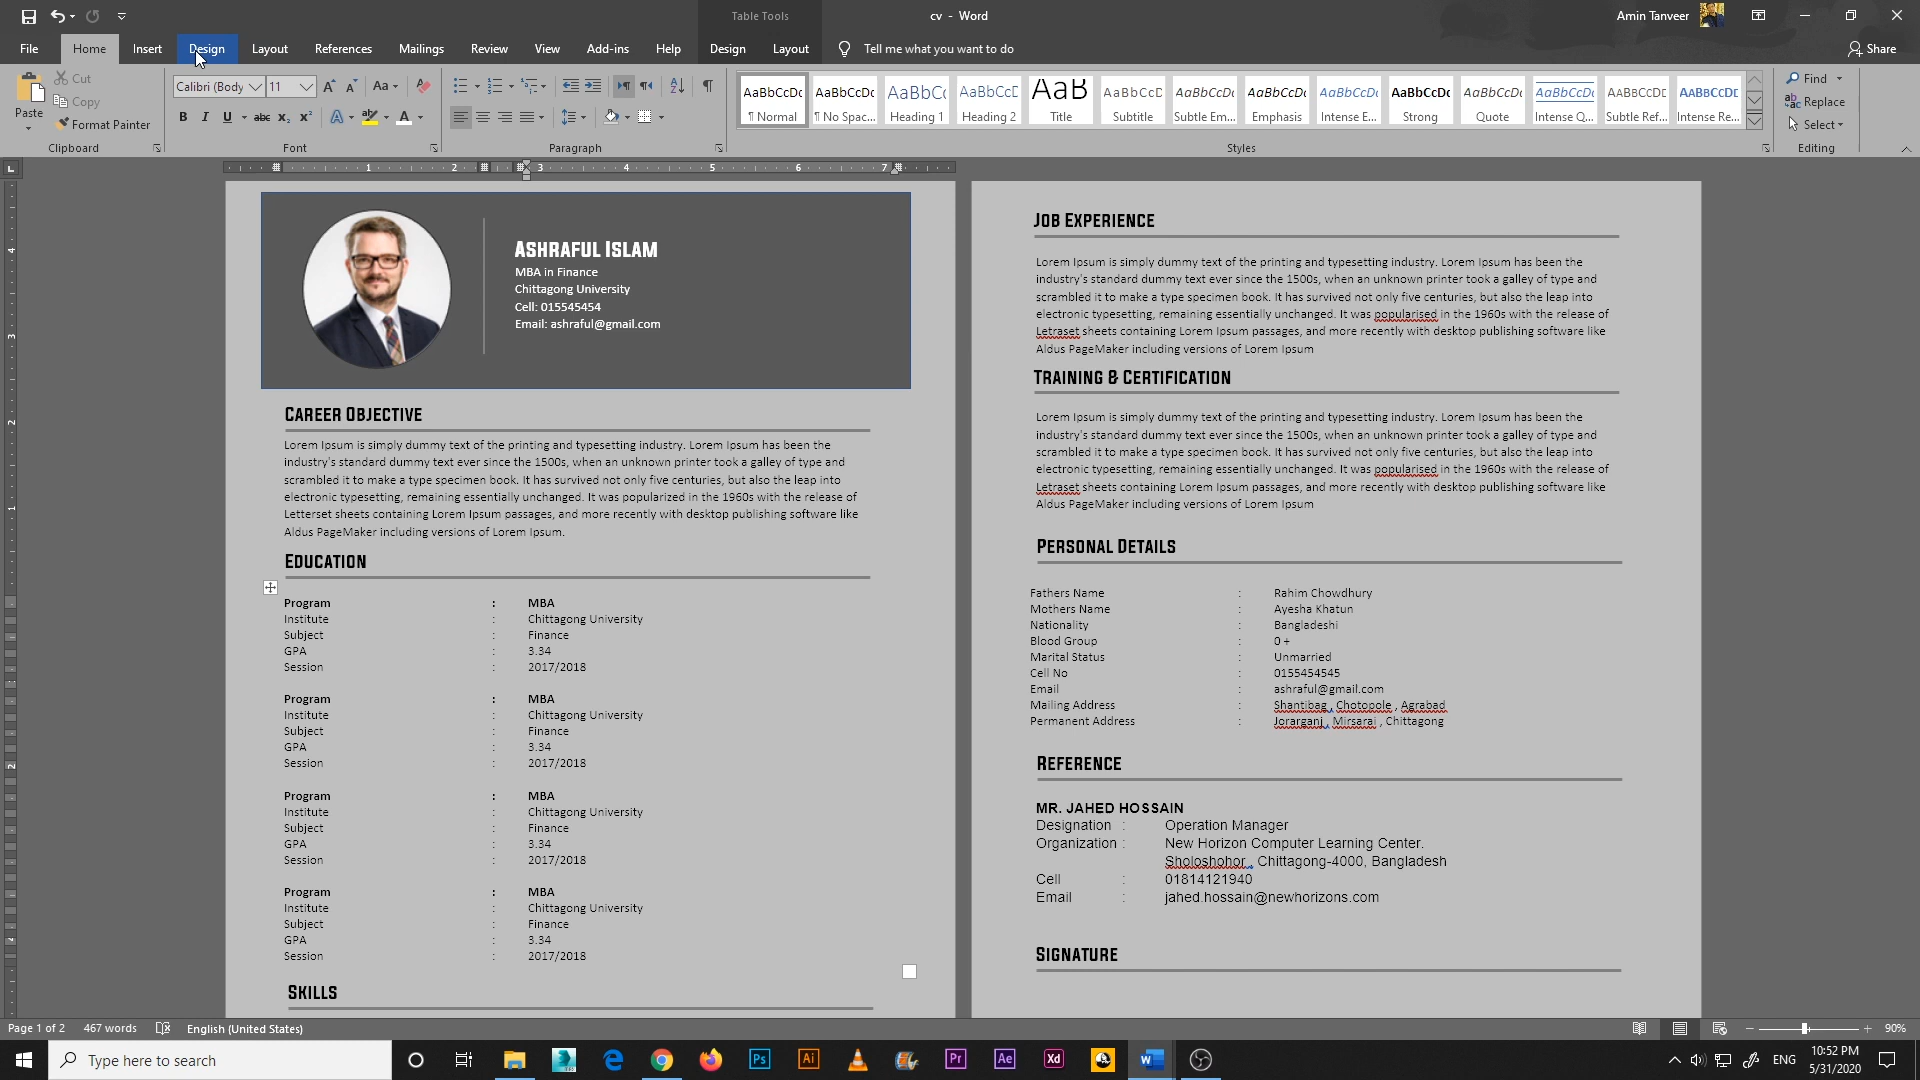 Table Tools
cv - Word
Amin Tanveer
File Home Insert Design Layout References Mailings Review View Add-ins Help Design Layout Tell me what you want to do Share
Paste
Cut
Copy
Format Painter
Clipboard
Calibri (Body 11
Font
Paragraph
AaBbCcDc AaBbCcDc AaBbCc AaBbCcD AaB AaBbCcD AaBbCcDc AaBbCcDc AaBbCcDc AaBbCcDc AaBbCcDc AaBbCcDc AABBCCDE AABBCCDE
¶ Normal ¶ No Spac... Heading 1 Heading 2 Title Subtitle Subtle Em... Emphasis Intense E... Strong Quote Intense Q... Subtle Ref... Intense Re...
Styles
Find
Replace
Select
Editing
1 2 3 4 5 6 7
Ashraful Islam
MBA in Finance
Chittagong University
Cell: 015545454
Email: ashraful@gmail.com
Career Objective
Lorem Ipsum is simply dummy text of the printing and typesetting industry. Lorem Ipsum has been the
industry's standard dummy text ever since the 1500s, when an unknown printer took a galley of type and
scrambled it to make a type specimen book. It has survived not only five centuries, but also the leap into
electronic typesetting, remaining essentially unchanged. It was popularized in the 1960s with the release of
Letterset sheets containing Lorem Ipsum passages, and more recently with desktop publishing software like
Aldus PageMaker including versions of Lorem Ipsum.
Education
Program : MBA
Institute : Chittagong University
Subject : Finance
GPA : 3.34
Session : 2017/2018
Program : MBA
Institute : Chittagong University
Subject : Finance
GPA : 3.34
Session : 2017/2018
Program : MBA
Institute : Chittagong University
Subject : Finance
GPA : 3.34
Session : 2017/2018
Program : MBA
Institute : Chittagong University
Subject : Finance
GPA : 3.34
Session : 2017/2018
Skills
Job Experience
Lorem Ipsum is simply dummy text of the printing and typesetting industry. Lorem Ipsum has been the
industry's standard dummy text ever since the 1500s, when an unknown printer took a galley of type and
scrambled it to make a type specimen book. It has survived not only five centuries, but also the leap into
electronic typesetting, remaining essentially unchanged. It was popularised in the 1960s with the release of
Letraset sheets containing Lorem Ipsum passages, and more recently with desktop publishing software like
Aldus PageMaker including versions of Lorem Ipsum
Training & Certification
Lorem Ipsum is simply dummy text of the printing and typesetting industry. Lorem Ipsum has been the
industry's standard dummy text ever since the 1500s, when an unknown printer took a galley of type and
scrambled it to make a type specimen book. It has survived not only five centuries, but also the leap into
electronic typesetting, remaining essentially unchanged. It was popularised in the 1960s with the release of
Letraset sheets containing Lorem Ipsum passages, and more recently with desktop publishing software like
Aldus PageMaker including versions of Lorem Ipsum
Personal Details
Fathers Name : Rahim Chowdhury
Mothers Name : Ayesha Khatun
Nationality : Bangladeshi
Blood Group : 0 +
Marital Status : Unmarried
Cell No : 0155454545
Email : ashraful@gmail.com
Mailing Address : Shantibag , Chotopole , Agrabad
Permanent Address : Jorarganj , Mirsarai , Chittagong
Reference
MR. JAHED HOSSAIN
Designation : Operation Manager
Organization : New Horizon Computer Learning Center.
Sholoshohor , Chittagong-4000, Bangladesh
Cell : 01814121940
Email : jahed.hossain@newhorizons.com
Signature
Page 1 of 2 467 words English (United States) 90%
Type here to search
Ps Ai Pr Ae Xd
ENG
10:52 PM
5/31/2020